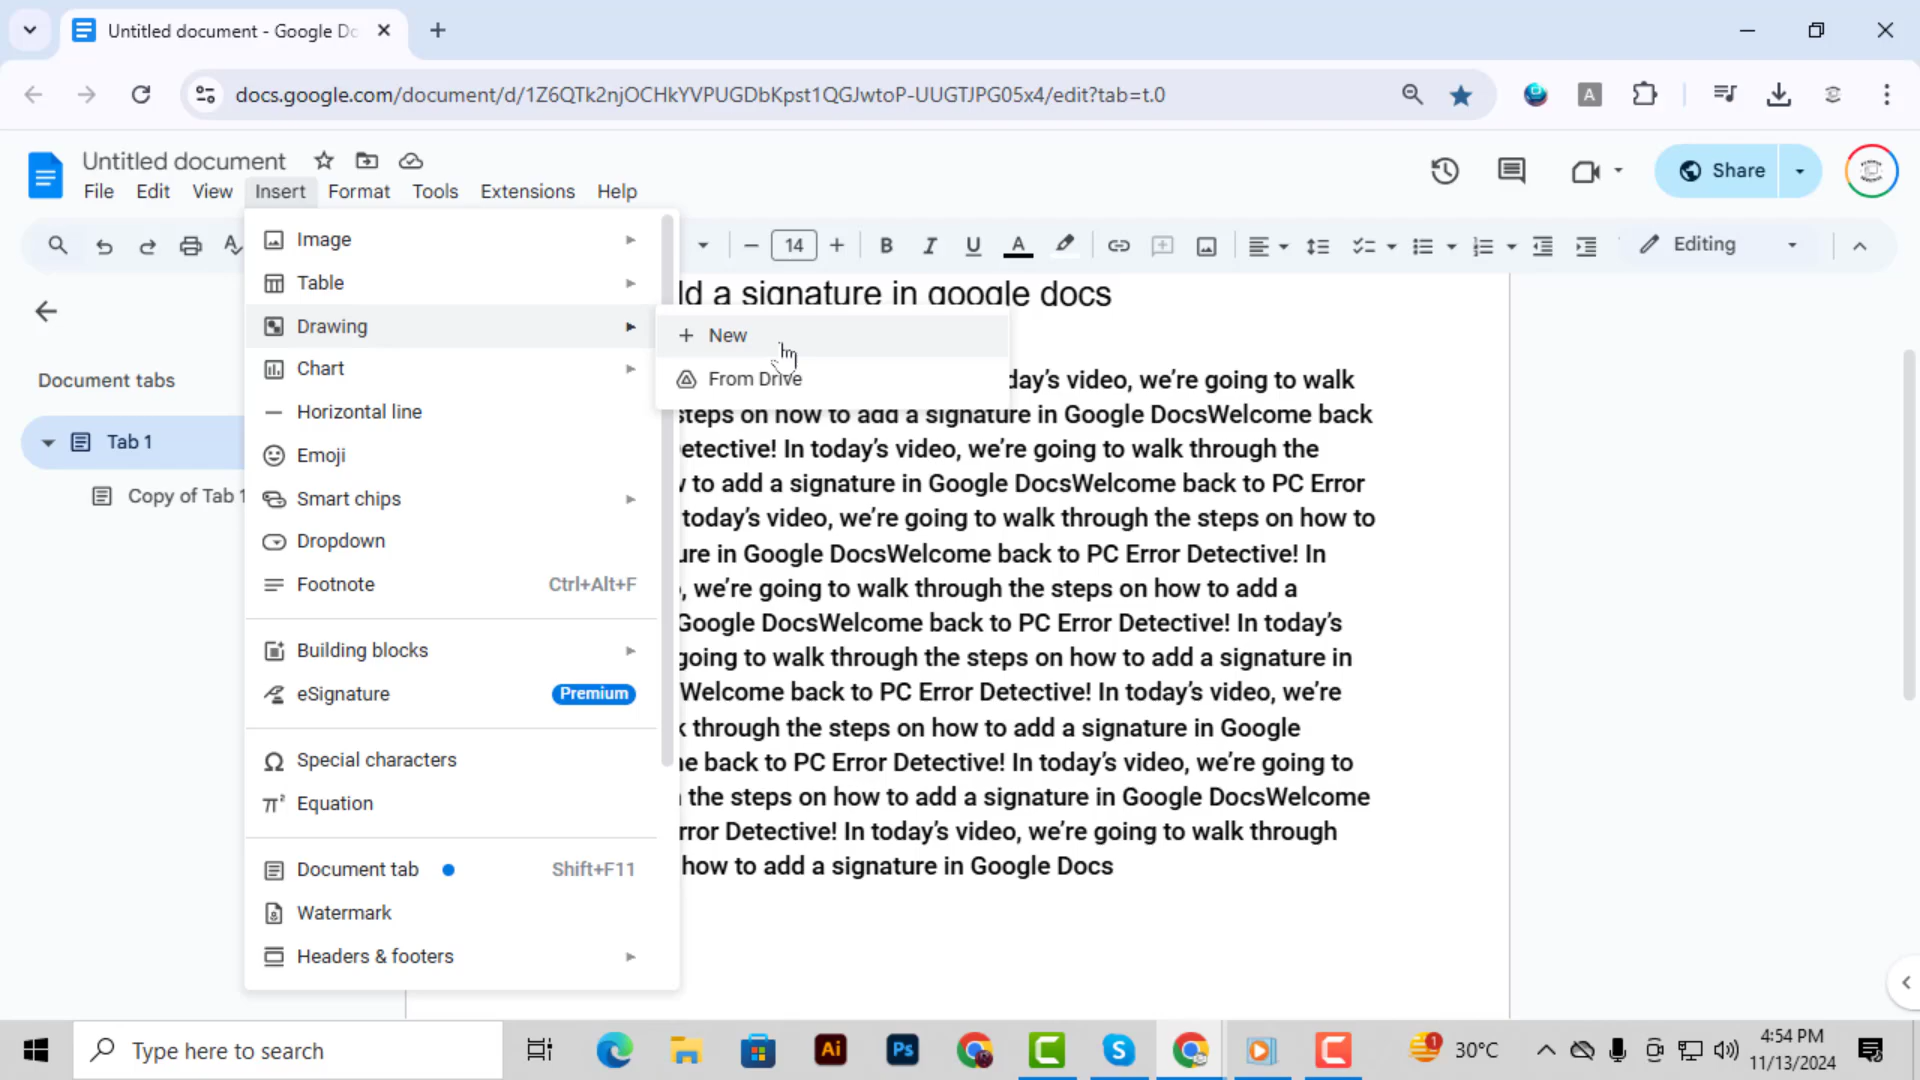 Untitled document - Google Dc
docs.google.com/document/d/1Z6QTk2njOCHkYVPUGDbKpst1QGJwtoP-UUGTJPG05x4/edit?tab=t.0
A
Untitled document
File Edit View Insert Format Tools Extensions Help
Share
14
Editing
Image
Table
Drawing
Chart
Horizontal line
Emoji
Smart chips
Dropdown
Footnote Ctrl+Alt+F
Building blocks
eSignature Premium
Special characters
Equation
Document tab Shift+F11
Watermark
Headers & footers
New
From Drive
Document tabs
Tab 1
Copy of Tab 1
ld a signature in google docs
day's video, we're going to walk
steps on how to add a signature in Google DocsWelcome back
etective! In today's video, we're going to walk through the
to add a signature in Google DocsWelcome back to PC Error
today's video, we're going to walk through the steps on how to
ure in Google DocsWelcome back to PC Error Detective! In
, we're going to walk through the steps on how to add a
Google DocsWelcome back to PC Error Detective! In today's
going to walk through the steps on how to add a signature in
Welcome back to PC Error Detective! In today's video, we're
k through the steps on how to add a signature in Google
ne back to PC Error Detective! In today's video, we're going to
the steps on how to add a signature in Google DocsWelcome
rror Detective! In today's video, we're going to walk through
how to add a signature in Google Docs
Type here to search
Ai
Ps
1
30°C
4:54 PM
11/13/2024